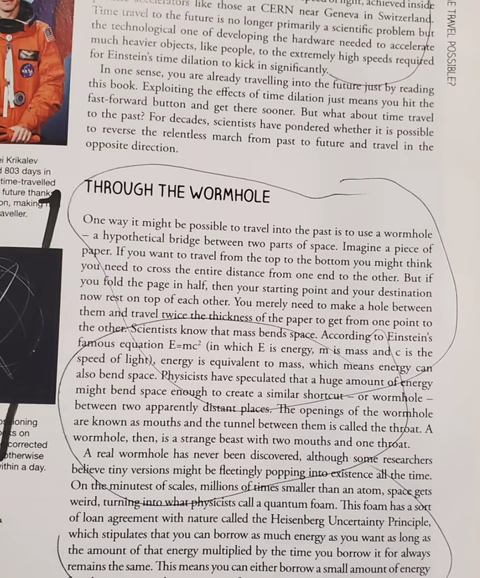 accelerators like those at CERN near Geneva in Switzerland.
Time travel to the future is no longer primarily a scientific problem but
the technological one of developing the hardware needed to accelerate
much heavier objects, like people, to the extremely high speeds required
for Einstein's time dilation to kick in significantly.
In one sense, you are already travelling into the future just by reading
this book. Exploiting the effects of time dilation just means you hit the
fast-forward button and get there sooner. But what about time travel
to the past? For decades, scientists have pondered whether it is possible
to reverse the relentless march from past to future and travel in the
opposite direction.
THROUGH THE WORMHOLE
One way it might be possible to travel into the past is to use a wormhole
– a hypothetical bridge between two parts of space. Imagine a piece of
paper. If you want to travel from the top to the bottom you might think
you need to cross the entire distance from one end to the other. But if
you fold the page in half, then your starting point and your destination
now rest on top of each other. You merely need to make a hole between
them and travel twice the thickness of the paper to get from one point to
the other. Scientists know that mass bends space. According to Einstein's
famous equation E=mc² (in which E is energy, m is mass and c is the
speed of light), energy is equivalent to mass, which means energy can
also bend space. Physicists have speculated that a huge amount of energy
might bend space enough to create a similar shortcut – or wormhole –
between two apparently distant places. The openings of the wormhole
are known as mouths and the tunnel between them is called the throat. A
wormhole, then, is a strange beast with two mouths and one throat.
A real wormhole has never been discovered, although some researchers
believe tiny versions might be fleetingly popping into existence all the time.
On the minutest of scales, millions of times smaller than an atom, space gets
weird, turning into what physicists call a quantum foam. This foam has a sort
of loan agreement with nature called the Heisenberg Uncertainty Principle,
which stipulates that you can borrow as much energy as you want as long as
the amount of that energy multiplied by the time you borrow it for always
remains the same. This means you can either borrow a small amount of energy
TRAVEL POSSIBLE?
Krikalev
803 days in
time-travelled
future
on, making
aveller.
oning
on
corrected
otherwise
within a day.